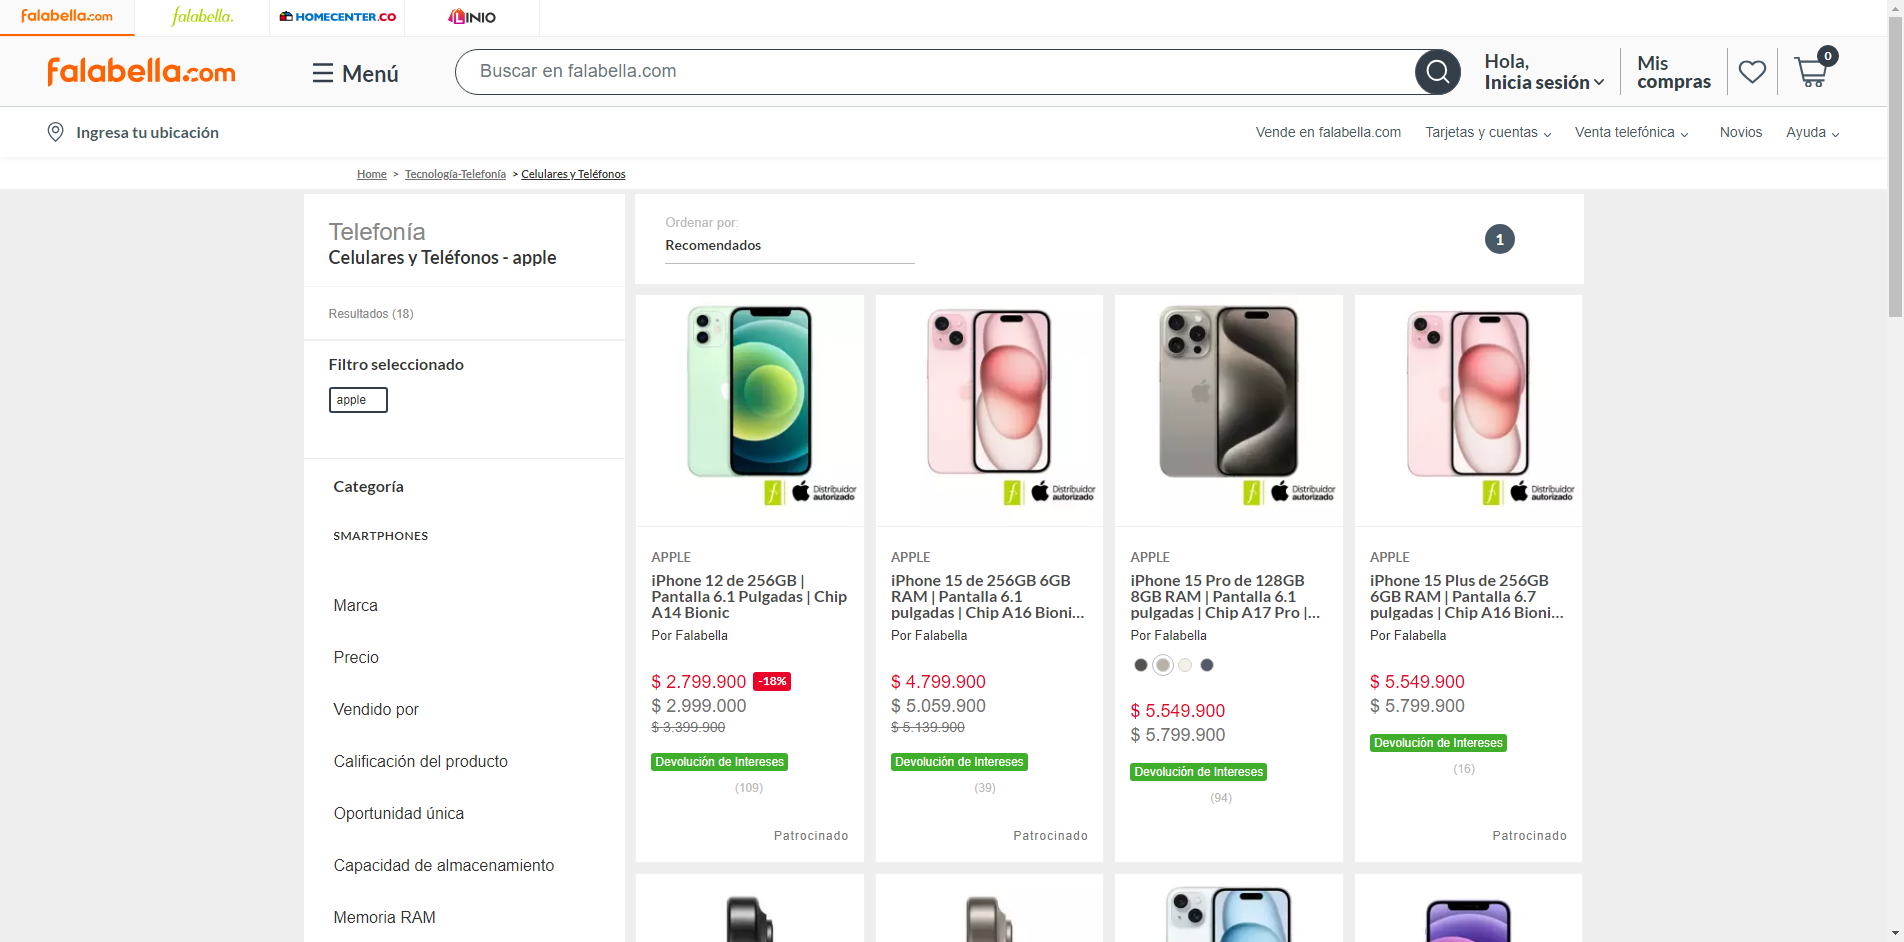 falabella.com
falabella.
HOMECENTER.CO
LINIO
falabella.com
Menú
Buscar en falabella.com
Hola,
Inicia sesión
Mis
compras
0
Ingresa tu ubicación
Vende en falabella.com
Tarjetas y cuentas
Venta telefónica
Novios
Ayuda
Home > Tecnología-Telefonía > Celulares y Teléfonos
Telefonía
Celulares y Teléfonos - apple
Resultados (18)
Filtro seleccionado
apple
Categoría
SMARTPHONES
Marca
Precio
Vendido por
Calificación del producto
Oportunidad única
Capacidad de almacenamiento
Memoria RAM
Ordenar por:
Recomendados
1
f
Distribuidor
autorizado
APPLE
iPhone 12 de 256GB |
Pantalla 6.1 Pulgadas | Chip
A14 Bionic
Por Falabella
$ 2.799.900 -18%
$ 2.999.000
$ 3.399.900
Devolución de Intereses
(109)
Patrocinado
f
Distribuidor
autorizado
APPLE
iPhone 15 de 256GB 6GB
RAM | Pantalla 6.1
pulgadas | Chip A16 Bioni...
Por Falabella
$ 4.799.900
$ 5.059.900
$ 5.139.900
Devolución de Intereses
(39)
Patrocinado
f
Distribuidor
autorizado
APPLE
iPhone 15 Pro de 128GB
8GB RAM | Pantalla 6.1
pulgadas | Chip A17 Pro |...
Por Falabella
$ 5.549.900
$ 5.799.900
Devolución de Intereses
(94)
f
Distribuidor
autorizado
APPLE
iPhone 15 Plus de 256GB
6GB RAM | Pantalla 6.7
pulgadas | Chip A16 Bioni...
Por Falabella
$ 5.549.900
$ 5.799.900
Devolución de Intereses
(16)
Patrocinado